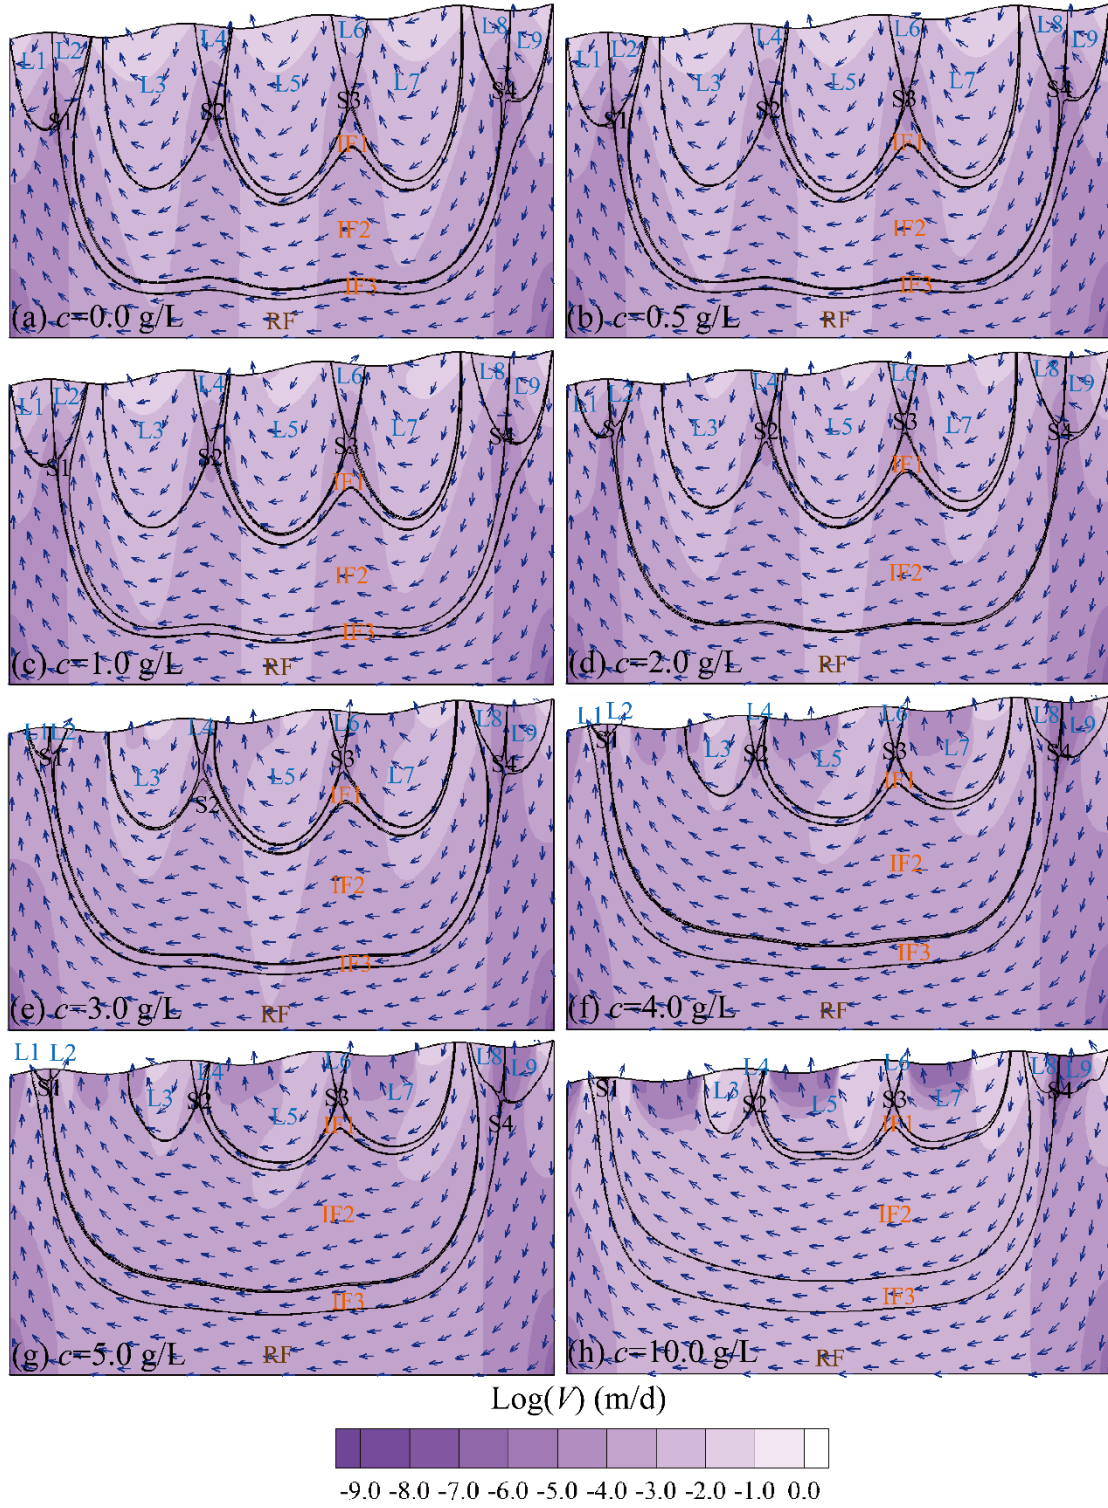 L1 L2 L3 L4 L5 L6 L7 L8 L9
S1 S2 S3 S4
IF1
IF2
IF3
RF
(a) c=0.0 g/L
L1 L2 L3 L4 L5 L6 L7 L8 L9
S1 S2 S3 S4
IF1
IF2
IF3
RF
(b) c=0.5 g/L
L1 L2 L3 L4 L5 L6 L7 L8 L9
S1 S2 S3 S4
IF1
IF2
IF3
RF
(c) c=1.0 g/L
L1 L2 L3 L4 L5 L6 L7 L8 L9
S S2 S3 S4
IF1
IF2
RF
(d) c=2.0 g/L
L1 L2 L3 L4 L5 L6 L7 L8 L9
S1 S2 S3 S4
IF1
IF2
IF3
RF
(e) c=3.0 g/L
L1 L2 L3 L4 L5 L6 L7 L8 L9
S1 S2 S3 S4
IF1
IF2
IF3
RF
(f) c=4.0 g/L
L1 L2 L3 L4 L5 L6 L7 L8 L9
S1 S2 S3 S4
IF1
IF2
IF3
RF
(g) c=5.0 g/L
L3 L4 L5 L6 L7 L8 L9
S1 S2 S3 S4
IF1
IF2
IF3
RF
(h) c=10.0 g/L
Log(V) (m/d)
-9.0 -8.0 -7.0 -6.0 -5.0 -4.0 -3.0 -2.0 -1.0 0.0